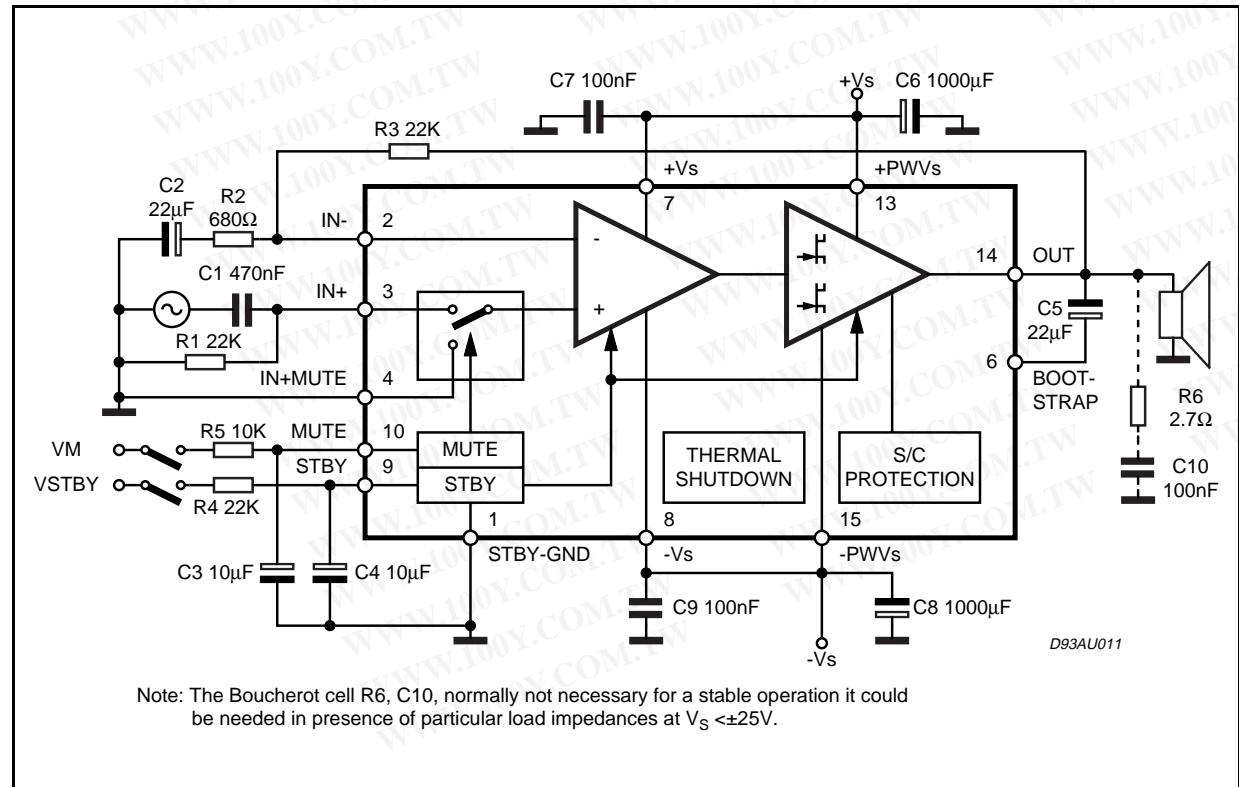 WWW.100Y.COM.TW
C7 100nF
+Vs
C6 1000µF
R3 22K
+Vs
+PWVs
C2
22µF
R2
680Ω
IN-
2
7
13
-
14
OUT
C1 470nF
IN+
3
+
C5
22µF
R1 22K
IN+MUTE
4
6
BOOT-
STRAP
R6
2.7Ω
VM
R5 10K
MUTE
10
MUTE
THERMAL
SHUTDOWN
S/C
PROTECTION
C10
100nF
VSTBY
R4 22K
STBY
9
STBY
1
8
15
STBY-GND
-Vs
-PWVs
C3 10µF
C4 10µF
C9 100nF
C8 1000µF
-Vs
D93AU011
Note: The Boucherot cell R6, C10, normally not necessary for a stable operation it could
be needed in presence of particular load impedances at VS <±25V.